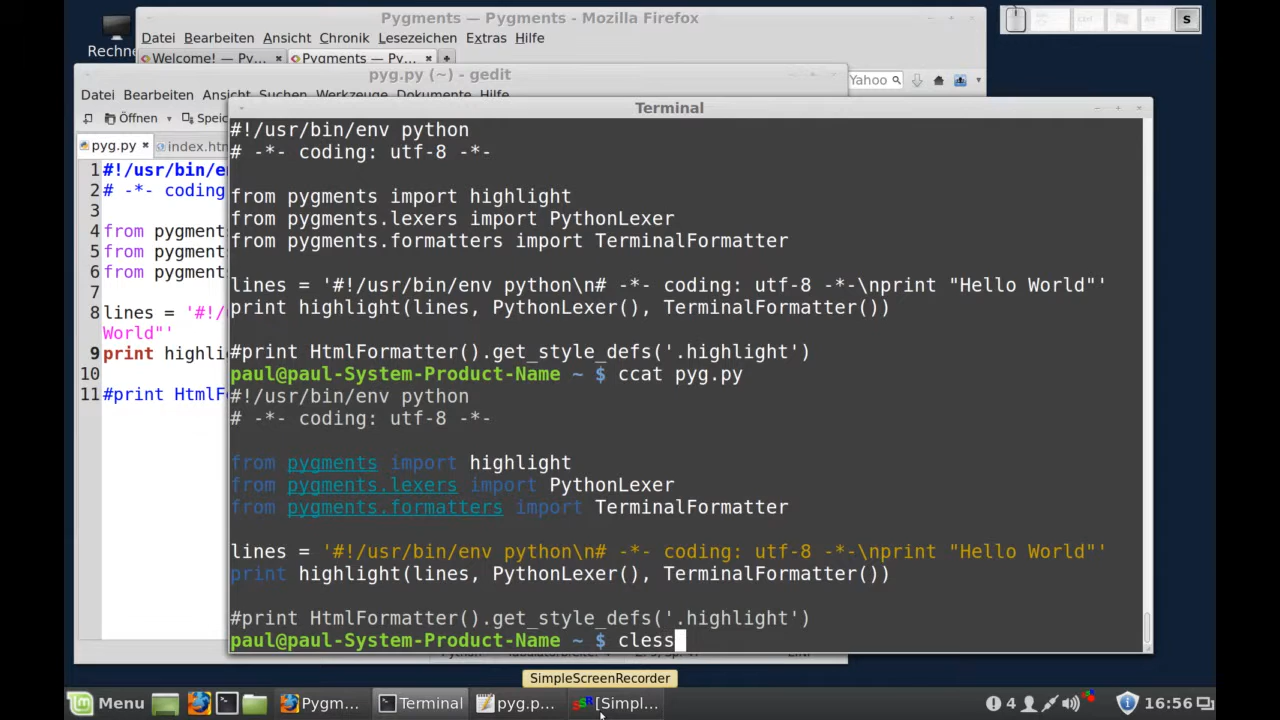 Pygments — Pygments - Mozilla Firefox
Rechne
Datei Bearbeiten Ansicht Chronik Lesezeichen Extras Hilfe
Welcome! — Py... Pygments — Py...
S
pyg.py (~) - gedit
Yahoo
Datei Bearbeiten Ansicht Suchen Werkzeuge Dokumente Hilfe
Öffnen Speic
pyg.py index.htm
1 #!/usr/bin/e
2 # -*- coding
3
4 from pygment
5 from pygment
6 from pygment
7
8 lines = '#!/
World"'
9 print highli
10
11 #print HtmlF
Terminal
#!/usr/bin/env python
# -*- coding: utf-8 -*-
from pygments import highlight
from pygments.lexers import PythonLexer
from pygments.formatters import TerminalFormatter
lines = '#!/usr/bin/env python\n# -*- coding: utf-8 -*-\nprint "Hello World"'
print highlight(lines, PythonLexer(), TerminalFormatter())
#print HtmlFormatter().get_style_defs('.highlight')
paul@paul-System-Product-Name ~ $ ccat pyg.py
#!/usr/bin/env python
# -*- coding: utf-8 -*-
from pygments import highlight
from pygments.lexers import PythonLexer
from pygments.formatters import TerminalFormatter
lines = '#!/usr/bin/env python\n# -*- coding: utf-8 -*-\nprint "Hello World"'
print highlight(lines, PythonLexer(), TerminalFormatter())
#print HtmlFormatter().get_style_defs('.highlight')
paul@paul-System-Product-Name ~ $ cless
SimpleScreenRecorder
Menu Pygm... Terminal pyg.p... [Simpl... 4 16:56